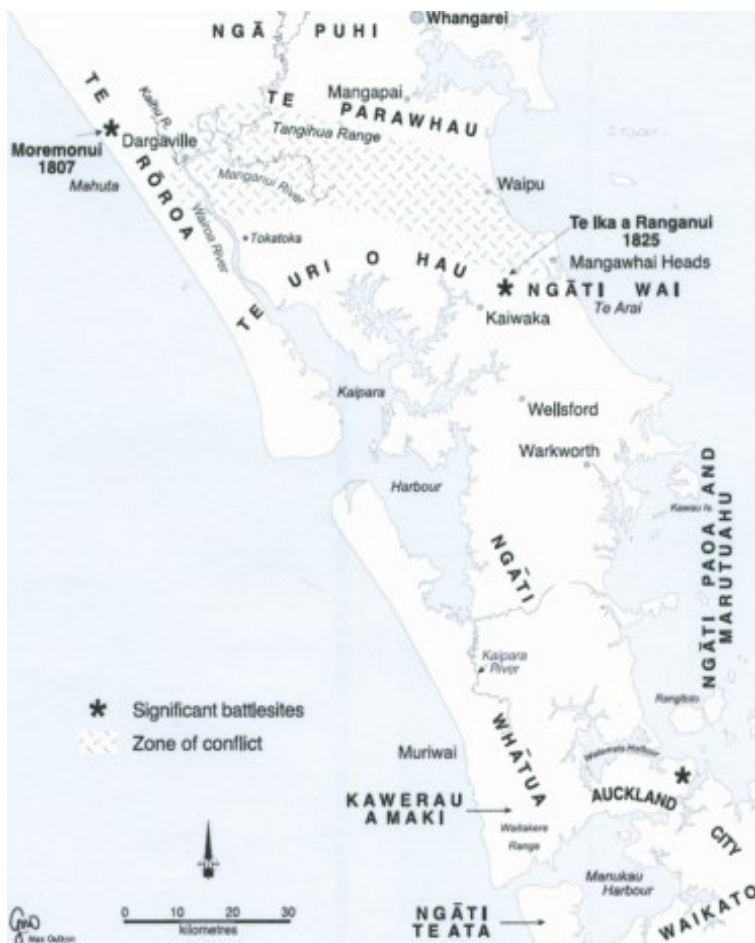 Whangarei
NGĀ PUHI
Mangapai
TE PARAWHAU
Kaihu R.
Tangihua Range
Moremonui
1807
Dargaville
Mahuta
TE RŌROA
Manganui River
Waipu
Wairoa River
Tokatoka
Te Ika a Ranganui
1825
Mangawhai Heads
TE URI O HAU
NGĀTI WAI
Te Arai
Kaiwaka
Kaipara
Wellsford
Warkworth
Harbour
Kawau Is.
NGĀTI PAOA AND
MARUTUAHU
NGĀTI
WHĀTUA
Kaipara
River
Rangitoto
Significant battlesites
Zone of conflict
Muriwai
Waitemata Harbour
AUCKLAND
CITY
KAWERAU
A MAKI
Waitakere
Range
Manukau
Harbour
0 10 20 30
kilometres
NGĀTI
TE ATA
WAIKATO